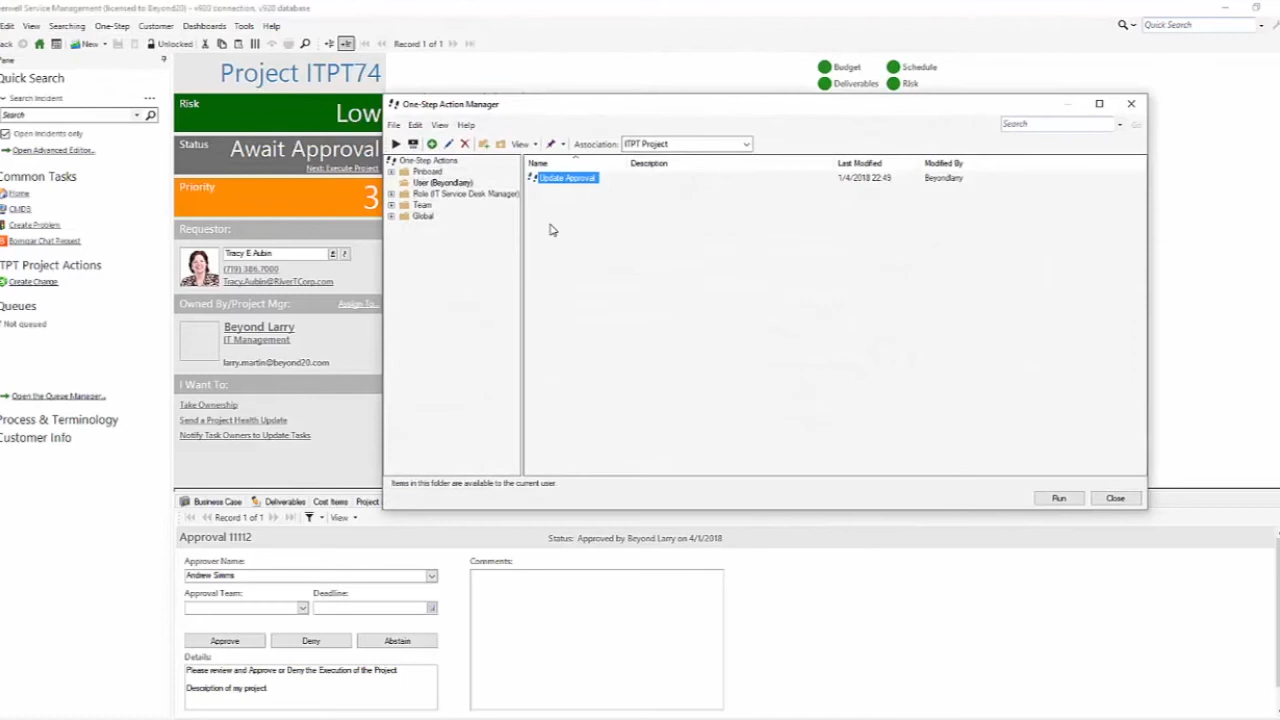 erwell Service Management (licensed to Beyond20) - v930 connection, v920 database
Edit View Searching One-Step Customer Dashboards Tools Help
Quick Search
ack New Unlocked Record 1 of 1
Pane
Quick Search
Search Incident
Search
Open Incidents only
Open Advanced Editor...
Common Tasks
Home
CMDB
Create Problem
Bomgar Chat Request
ITPT Project Actions
Create Change
Queues
Not queued
Open the Queue Manager...
Process & Terminology
Customer Info
Project ITPT74
Risk
Low
Status
Await Approval
Next: Execute Project
Priority
3
Requestor:
Tracy E Aubin
(719) 386.7000
Tracy.Aubin@RiverTCorp.com
Owned By/Project Mgr: Assign To...
Beyond Larry
IT Management
larry.martin@beyond20.com
I Want To:
Take Ownership
Send a Project Health Update
Notify Task Owners to Update Tasks
Budget Schedule
Deliverables Risk
One-Step Action Manager
File Edit View Help
Search
View Association: ITPT Project
One-Step Actions
Pinboard
User (Beyondlarry)
Role (IT Service Desk Manager)
Team
Global
Name Description Last Modified Modified By
Update Approval 1/4/2018 22:49 Beyondlarry
Items in this folder are available to the current user
Run Close
Business Case Deliverables Cost Items Project
Record 1 of 1 View
Approval 11112 Status: Approved by Beyond Larry on 4/1/2018
Approver Name:
Andrew Simms
Approval Team: Deadline:
Approve Deny Abstain
Details:
Please review and Approve or Deny the Execution of the Project
Description of my project
Comments: